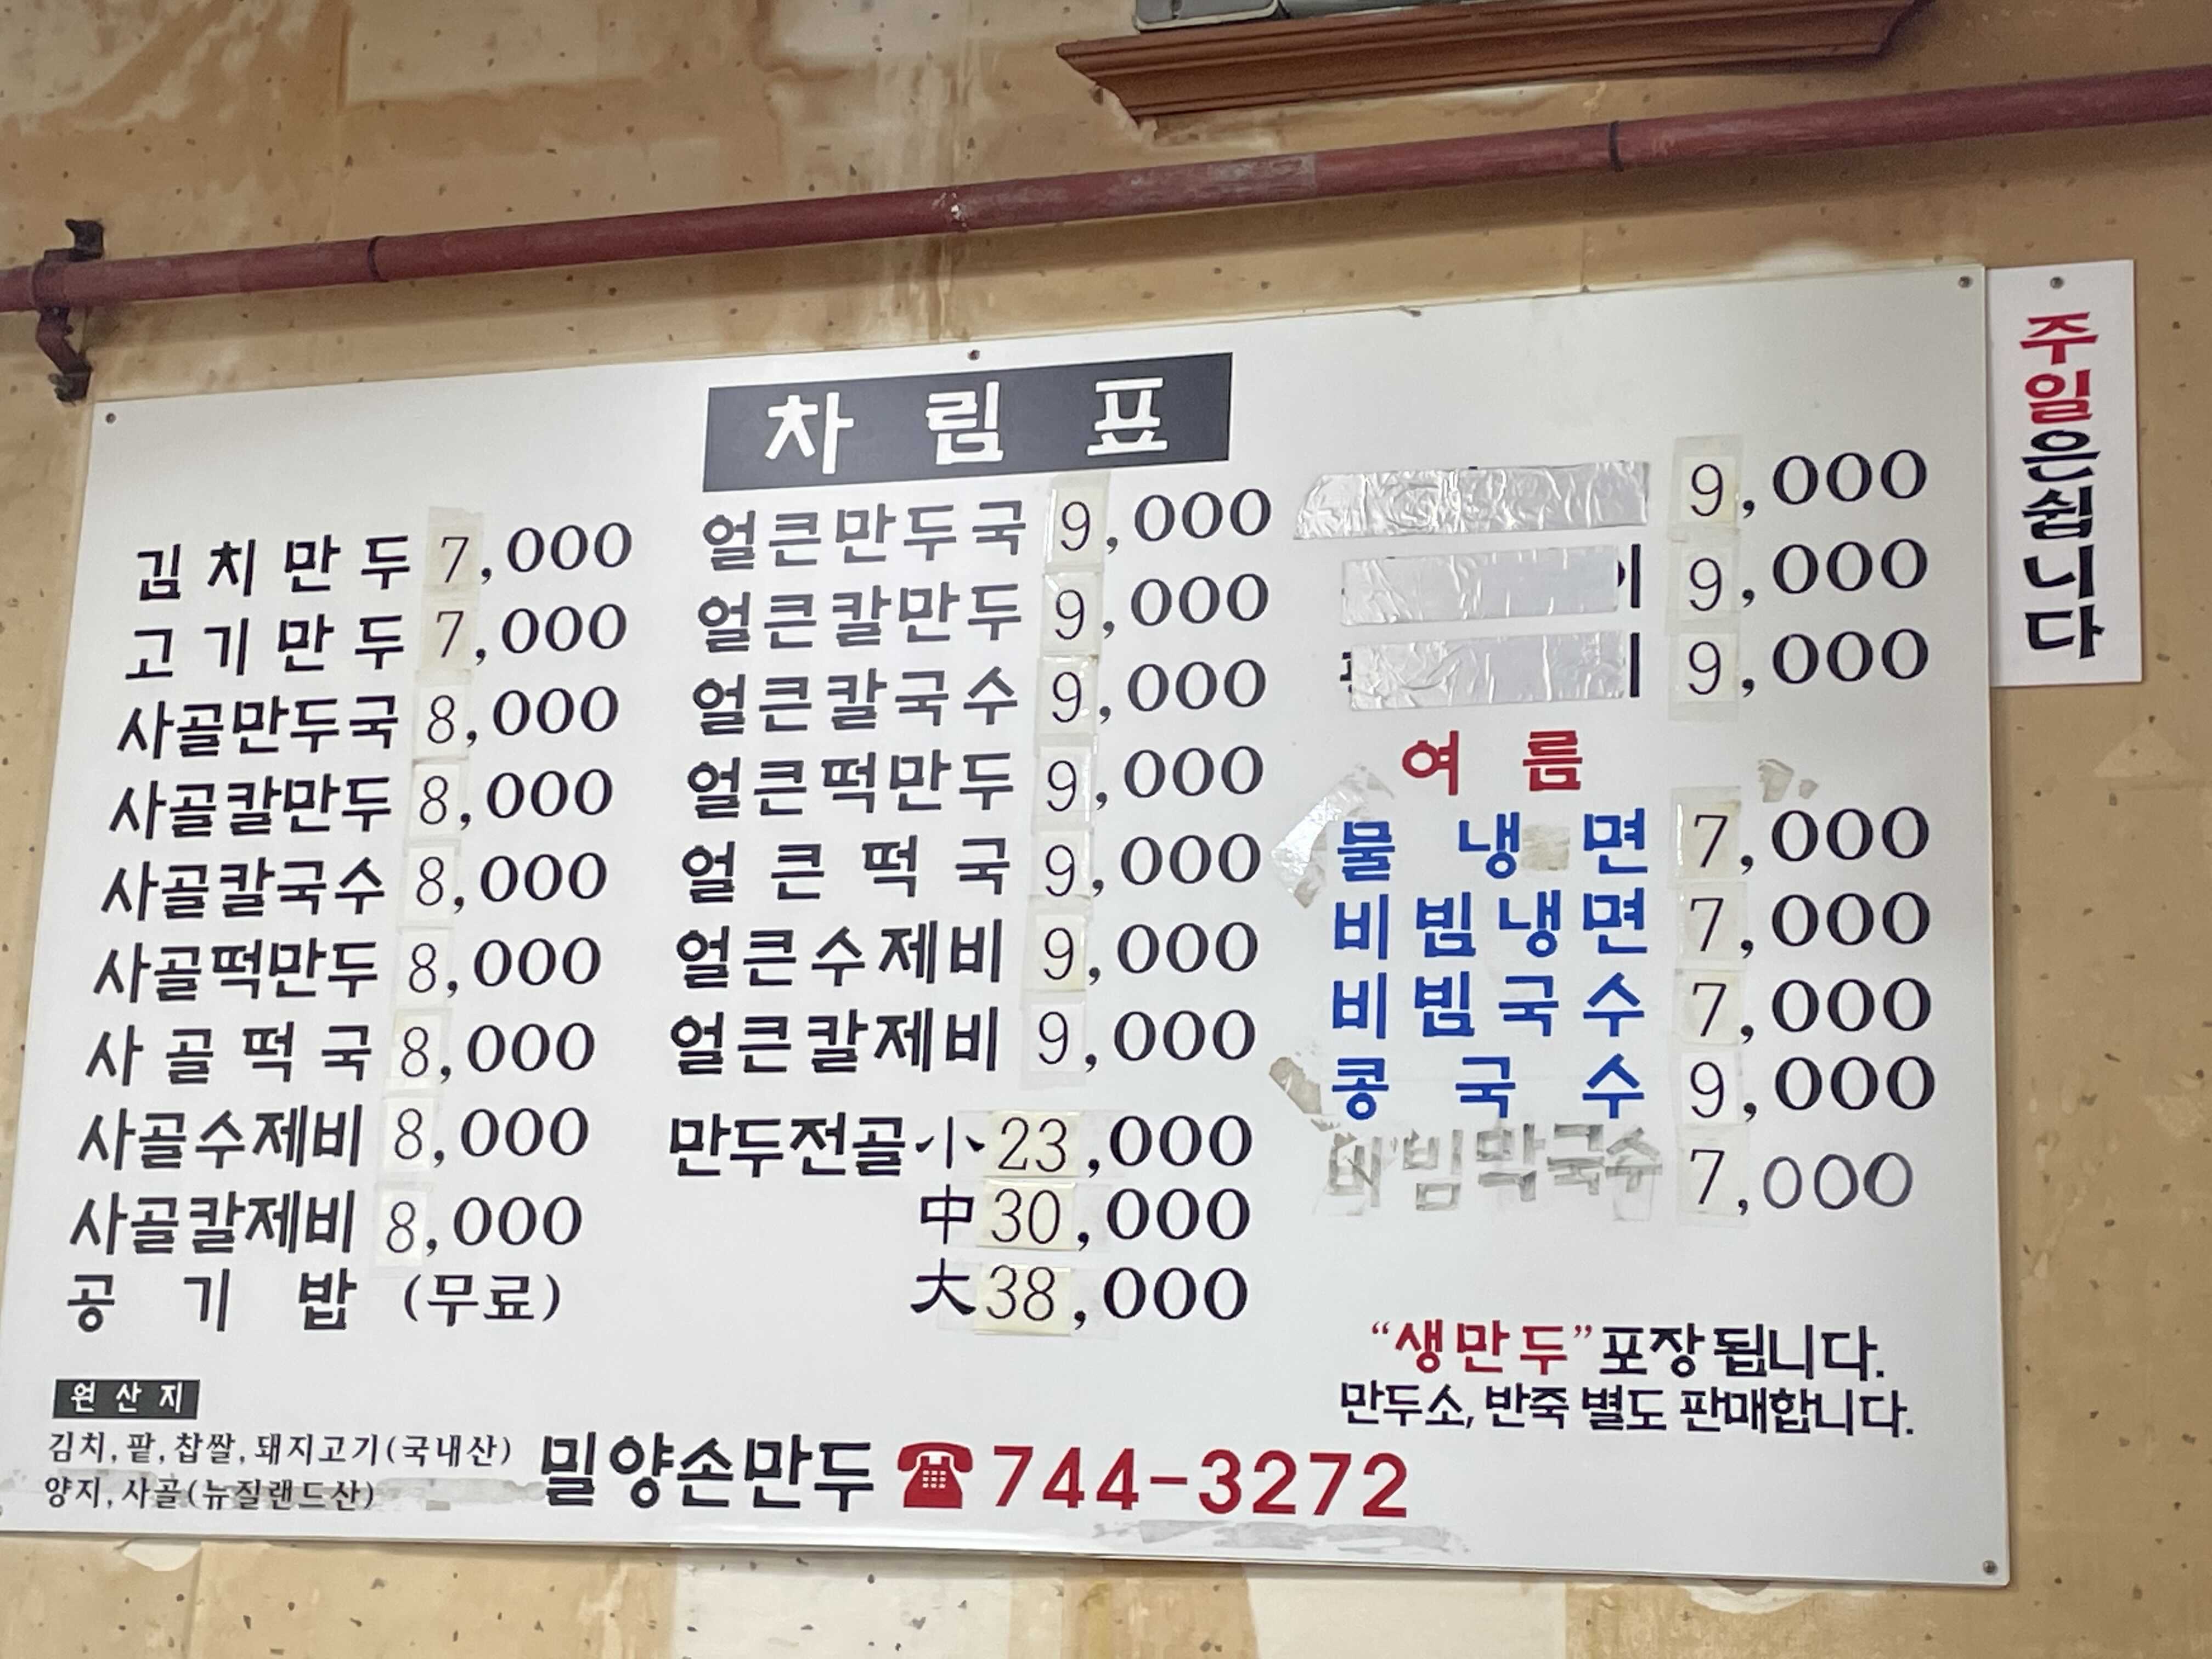 차림표
김치만두 7,000
고기만두 7,000
사골만두국 8,000
사골칼만두 8,000
사골칼국수 8,000
사골떡만두 8,000
사골떡국 8,000
사골수제비 8,000
사골칼제비 8,000
공기밥 (무료)
얼큰만두국 9,000
얼큰칼만두 9,000
얼큰칼국수 9,000
얼큰떡만두 9,000
얼큰떡국 9,000
얼큰수제비 9,000
얼큰칼제비 9,000
만두전골 小 23,000
中 30,000
大 38,000
9,000
9,000
9,000
여름
물냉면 7,000
비빔냉면 7,000
비빔국수 7,000
콩국수 9,000
비빔막국수 7,000
“생만두” 포장 됩니다.
만두소, 반죽 별도 판매합니다.
원산지
김치, 팥, 찹쌀, 돼지고기(국내산)
양지, 사골(뉴질랜드산)
밀양손만두 ☎ 744-3272
주일은쉽니다